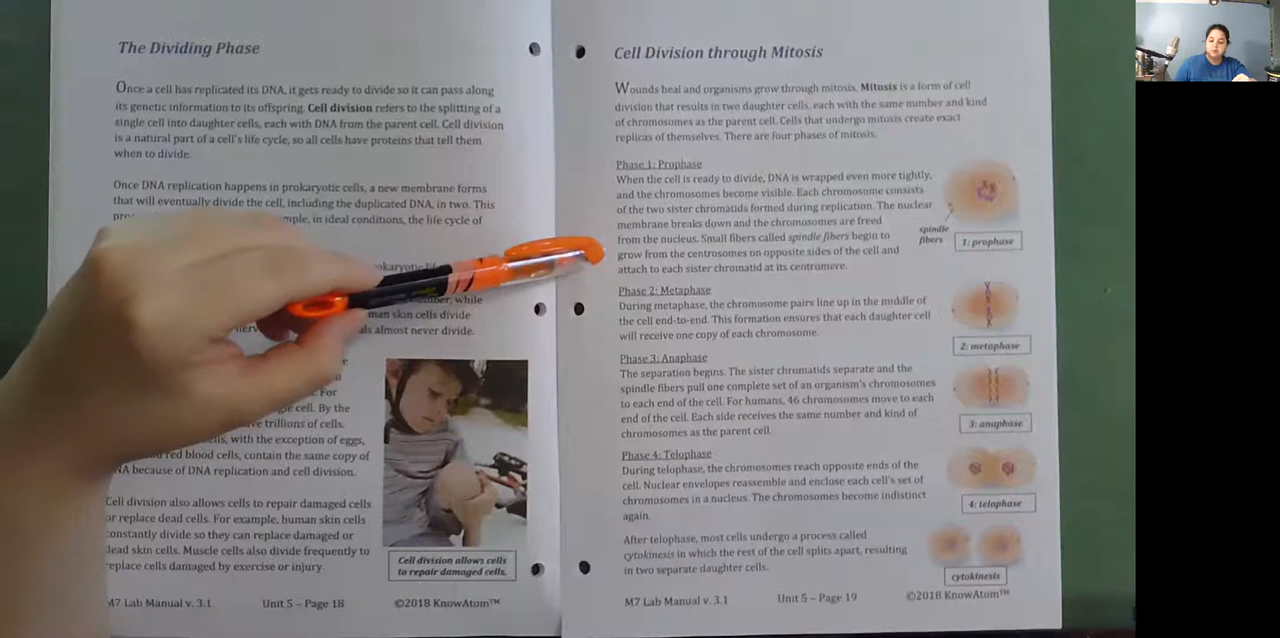 The Dividing Phase
Once a cell has replicated its DNA, it gets ready to divide so it can pass along
its genetic information to its offspring. Cell division refers to the splitting of a
single cell into daughter cells, each with DNA from the parent cell. Cell division
is a natural part of a cell's life cycle, so all cells have proteins that tell them
when to divide.
Once DNA replication happens in prokaryotic cells, a new membrane forms
that will eventually divide the cell, including the duplicated DNA, in two. This
in ideal conditions, the life cycle of
while
man skin cells divide
als almost never divide.
For
cell. By the
trillions of cells.
with the exception of eggs,
red blood cells, contain the same copy of
because of DNA replication and cell division.
Cell division also allows cells to repair damaged cells
or replace dead cells. For example, human skin cells
constantly divide so they can replace damaged or
dead skin cells. Muscle cells also divide frequently to
replace cells damaged by exercise or injury.
Cell division allows cells
to repair damaged cells.
M7 Lab Manual v. 3.1 Unit 5 – Page 18 ©2018 KnowAtom™
Cell Division through Mitosis
Wounds heal and organisms grow through mitosis. Mitosis is a form of cell
division that results in two daughter cells, each with the same number and kind
of chromosomes as the parent cell. Cells that undergo mitosis create exact
replicas of themselves. There are four phases of mitosis.
Phase 1: Prophase
When the cell is ready to divide, DNA is wrapped even more tightly,
and the chromosomes become visible. Each chromosome consists
of the two sister chromatids formed during replication. The nuclear
membrane breaks down and the chromosomes are freed
from the nucleus. Small fibers called spindle fibers begin to
grow from the centrosomes on opposite sides of the cell and
attach to each sister chromatid at its centromere.
spindle
fibers
1: prophase
Phase 2: Metaphase
During metaphase, the chromosome pairs line up in the middle of
the cell end-to-end. This formation ensures that each daughter cell
will receive one copy of each chromosome.
2: metaphase
Phase 3: Anaphase
The separation begins. The sister chromatids separate and the
spindle fibers pull one complete set of an organism's chromosomes
to each end of the cell. For humans, 46 chromosomes move to each
end of the cell. Each side receives the same number and kind of
chromosomes as the parent cell.
3: anaphase
Phase 4: Telophase
During telophase, the chromosomes reach opposite ends of the
cell. Nuclear envelopes reassemble and enclose each cell's set of
chromosomes in a nucleus. The chromosomes become indistinct
again.
4: telophase
After telophase, most cells undergo a process called
cytokinesis in which the rest of the cell splits apart, resulting
in two separate daughter cells.
cytokinesis
M7 Lab Manual v. 3.1 Unit 5 – Page 19 ©2018 KnowAtom™